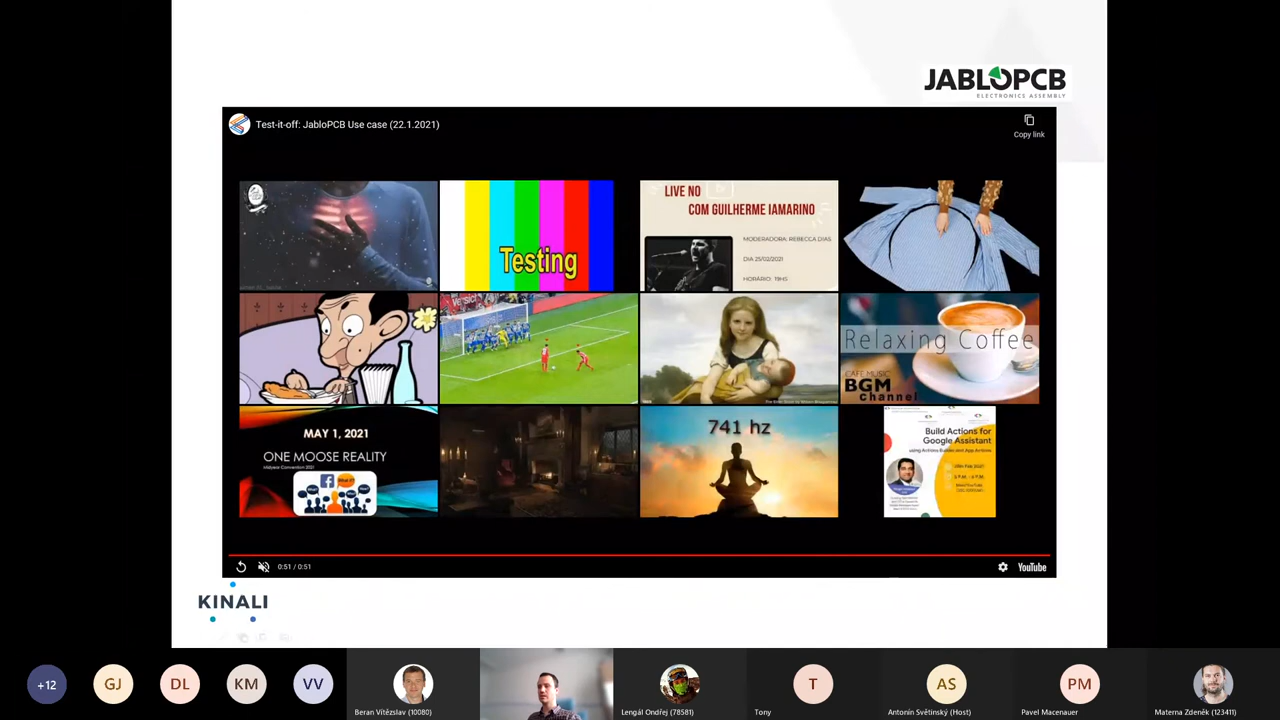 JABLOPCB
ELECTRONICS ASSEMBLY
Test-it-off: JabloPCB Use case (22.1.2021)
Copy link
Testing
LIVE NO
COM GUILHERME IAMARINO
MODERADORA: REBECCA DIAS
DIA 25/02/2021
HORÁRIO: 19HS
Relaxing Coffee
CAFE MUSIC
BGM
channel
MAY 1, 2021
ONE MOOSE REALITY
Midyear Convention 2021
741 hz
Build Actions for
Google Assistant
0:51 / 0:51
YouTube
KINALI
+12
GJ
DL
KM
VV
T
AS
PM
Beran Vítězslav (10080)
Lengál Ondřej (78581)
Tony
Antonín Světinský (Host)
Pavel Macenauer
Materna Zdeněk (123411)